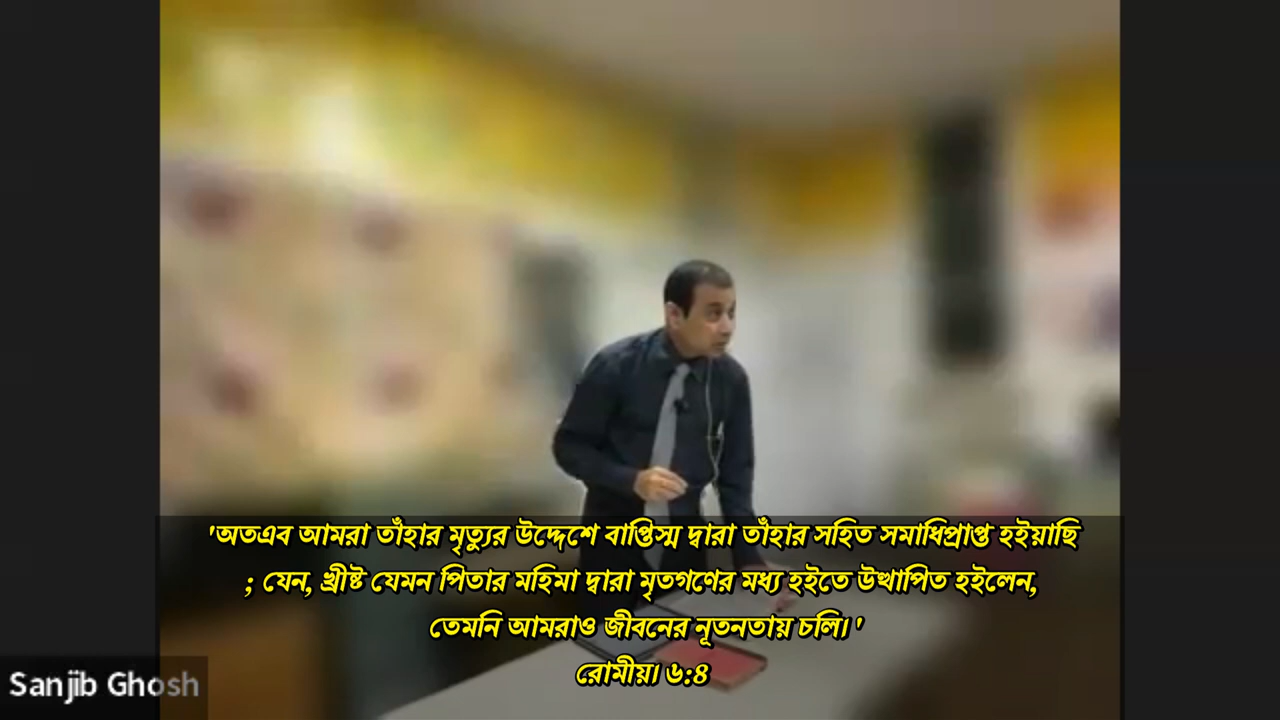 'অতএব আমরা তাঁহার মৃত্যুর উদ্দেশে বাপ্তিস্ম দ্বারা তাঁহার সহিত সমাধিপ্রাপ্ত হইয়াছি
; যেন, খ্রীষ্ট যেমন পিতার মহিমা দ্বারা মৃতগণের মধ্য হইতে উত্থাপিত হইলেন,
তেমনি আমরাও জীবনের নূতনতায় চলি।'
রোমীয়। ৬:৪
Sanjib Ghosh